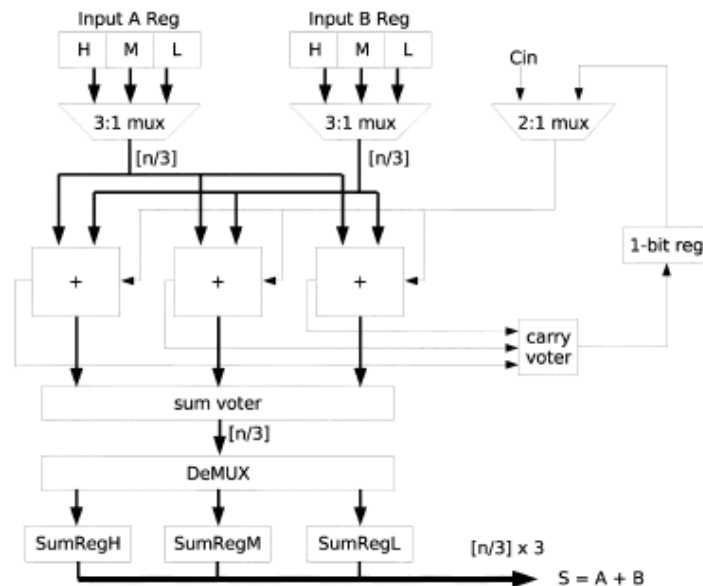 Input A Reg
Input B Reg
H M L
H M L
Cin
3:1 mux
3:1 mux
2:1 mux
[n/3]
[n/3]
1-bit reg
+
+
+
carry
voter
sum voter
[n/3]
DeMUX
SumRegH
SumRegM
SumRegL
[n/3] x 3
S = A + B